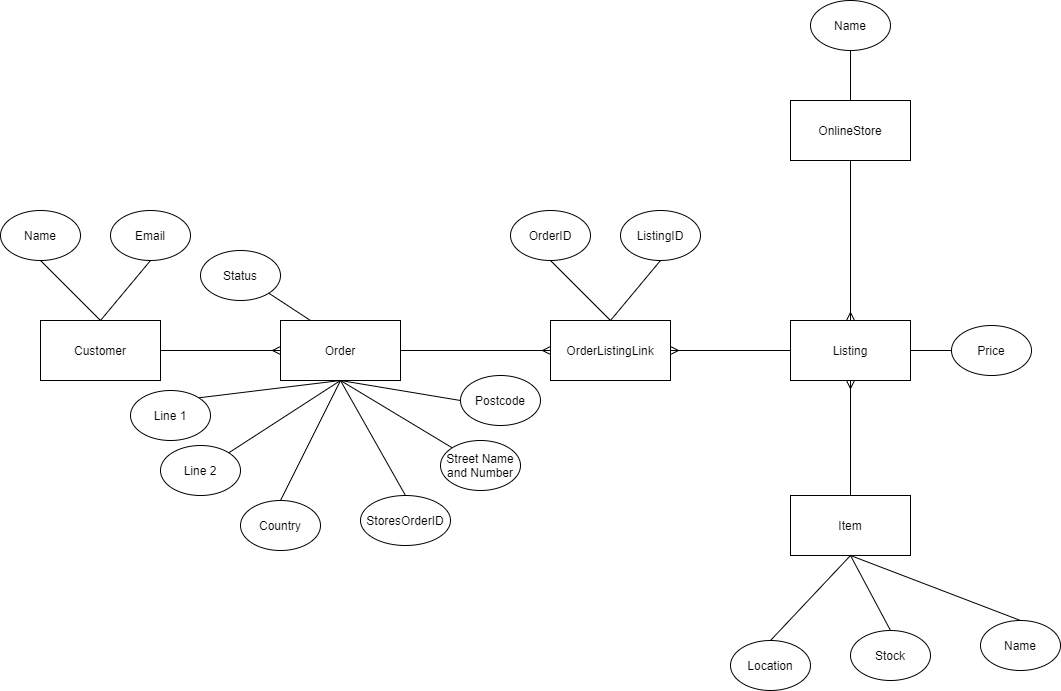 Name
OnlineStore
Name
Email
OrderID
ListingID
Status
Customer
Order
OrderListingLink
Listing
Price
Line 1
Postcode
Line 2
Street Name
and Number
Country
StoresOrderID
Item
Location
Stock
Name